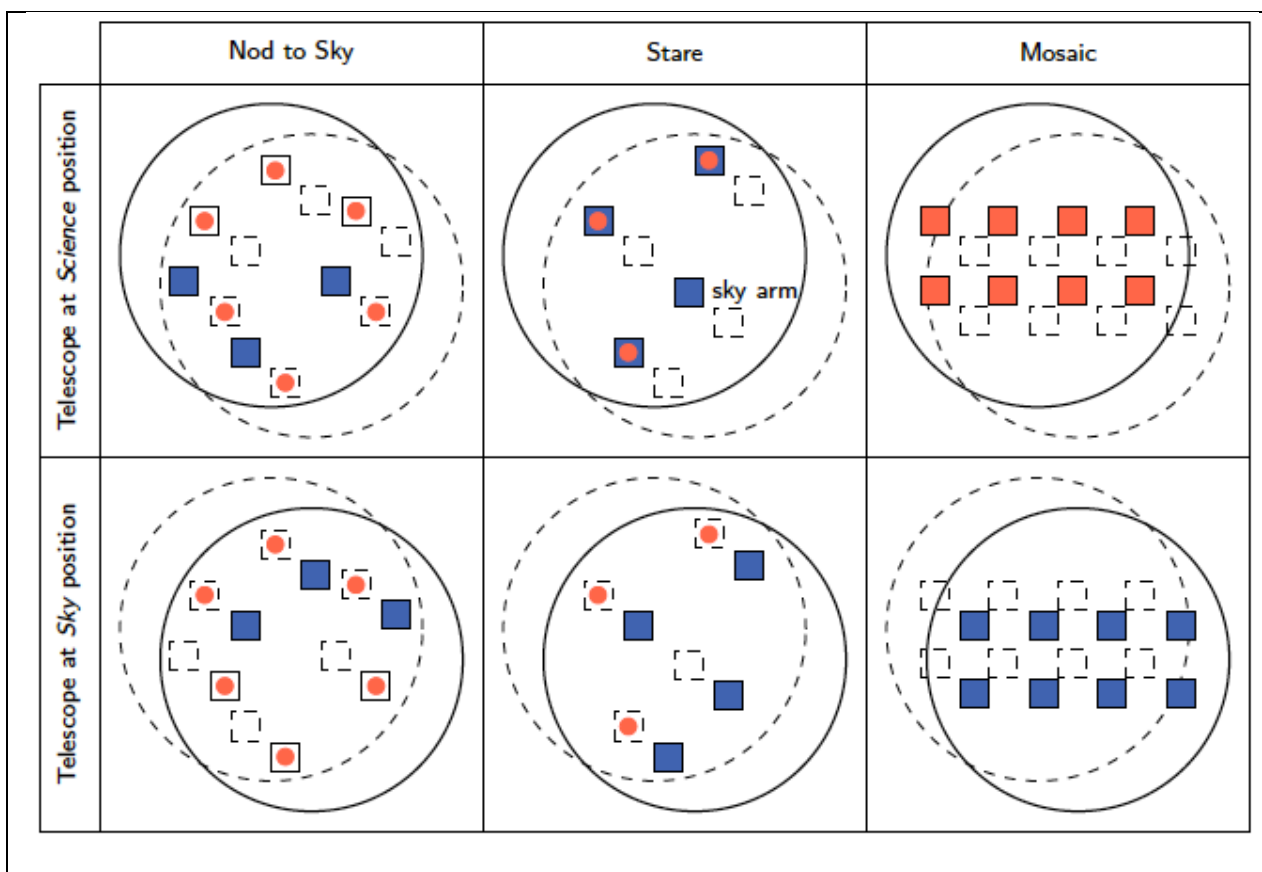 Nod to Sky
Stare
Mosaic
Telescope at Science position
sky arm
Telescope at Sky position